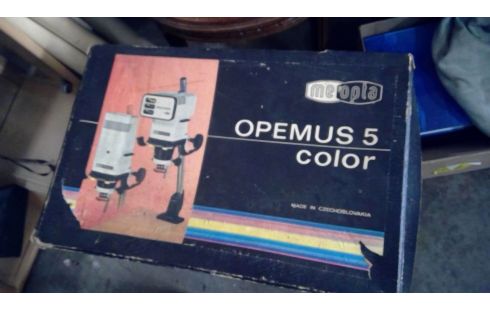 meopta
OPEMUS 5
color
MADE IN CZECHOSLOVAKIA